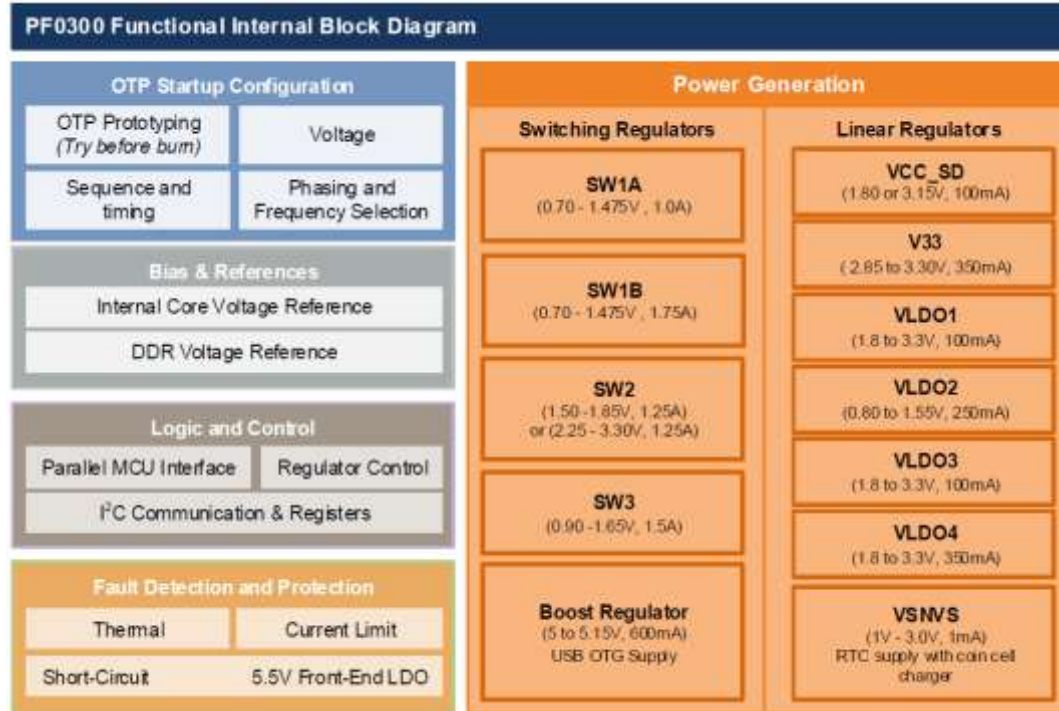 PF0300 Functional Internal Block Diagram
OTP Startup Configuration
OTP Prototyping
(Try before burn)
Voltage
Sequence and
timing
Phasing and
Frequency Selection
Bias & References
Internal Core Voltage Reference
DDR Voltage Reference
Logic and Control
Parallel MCU Interface
Regulator Control
I²C Communication & Registers
Fault Detection and Protection
Thermal
Current Limit
Short-Circuit
5.5V Front-End LDO
Power Generation
Switching Regulators
SW1A
(0.70 - 1.475V , 1.0A)
SW1B
(0.70 - 1.475V , 1.75A)
SW2
(1.50 -1.85V, 1.25A)
or (2.25 - 3.30V, 1.25A)
SW3
(0.90 -1.65V, 1.5A)
Boost Regulator
(5 to 5.15V, 600mA)
USB OTG Supply
Linear Regulators
VCC_SD
(1.80 or 3.15V, 100mA)
V33
( 2.85 to 3.30V, 350mA)
VLDO1
(1.8 to 3.3V, 100mA)
VLDO2
(0.80 to 1.55V, 250mA)
VLDO3
(1.8 to 3.3V, 100mA)
VLDO4
(1.8 to 3.3V, 350mA)
VSNVS
(1V - 3.0V, 1mA)
RTC supply with coin cell
charger